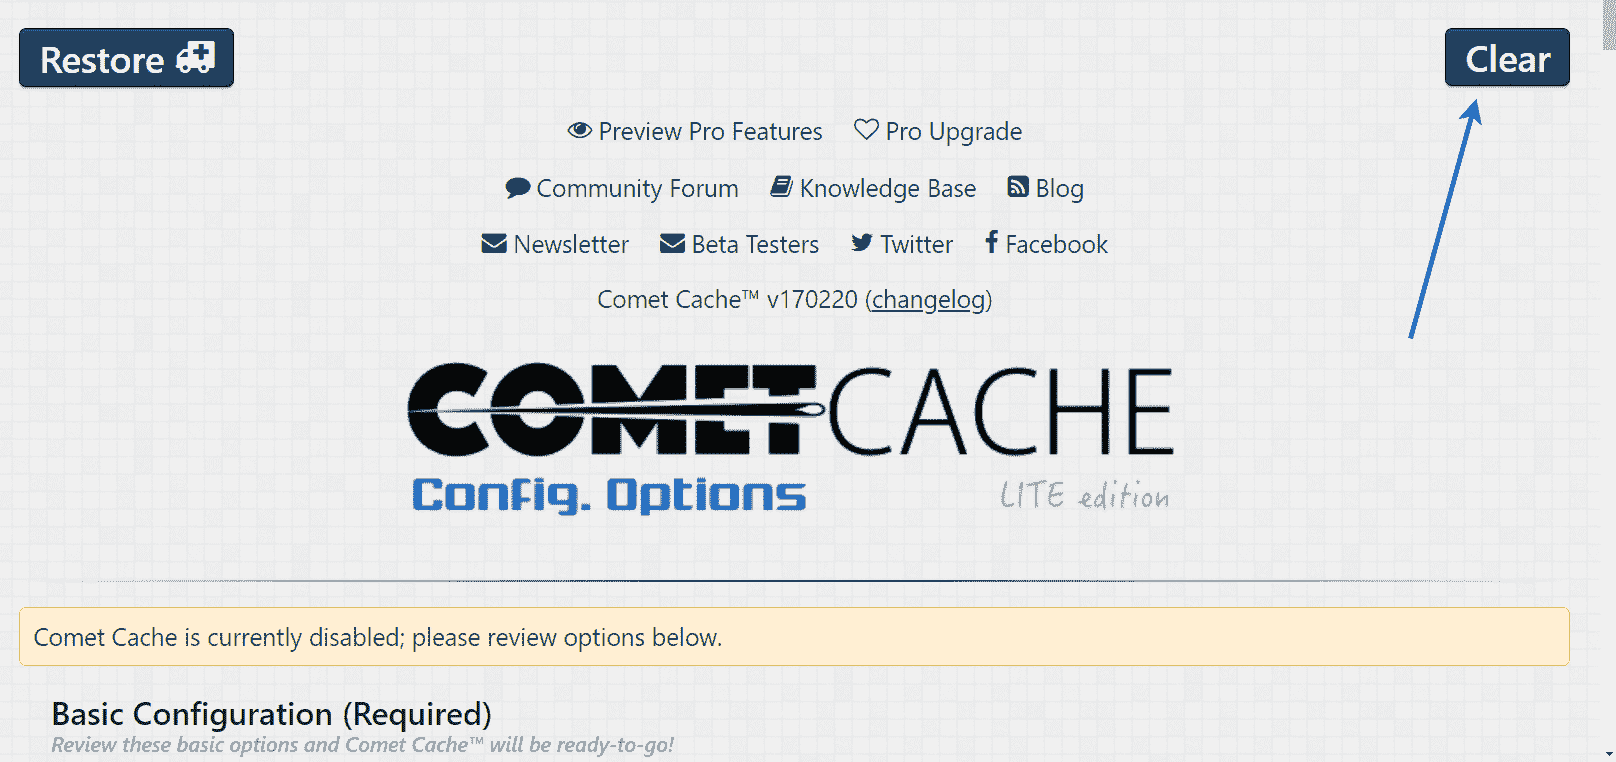 Restore
Clear
Preview Pro Features Pro Upgrade
Community Forum Knowledge Base Blog
Newsletter Beta Testers Twitter Facebook
Comet Cache™ v170220 (changelog)
COMETCACHE
Config. Options LITE edition
Comet Cache is currently disabled; please review options below.
Basic Configuration (Required)
Review these basic options and Comet Cache™ will be ready-to-go!